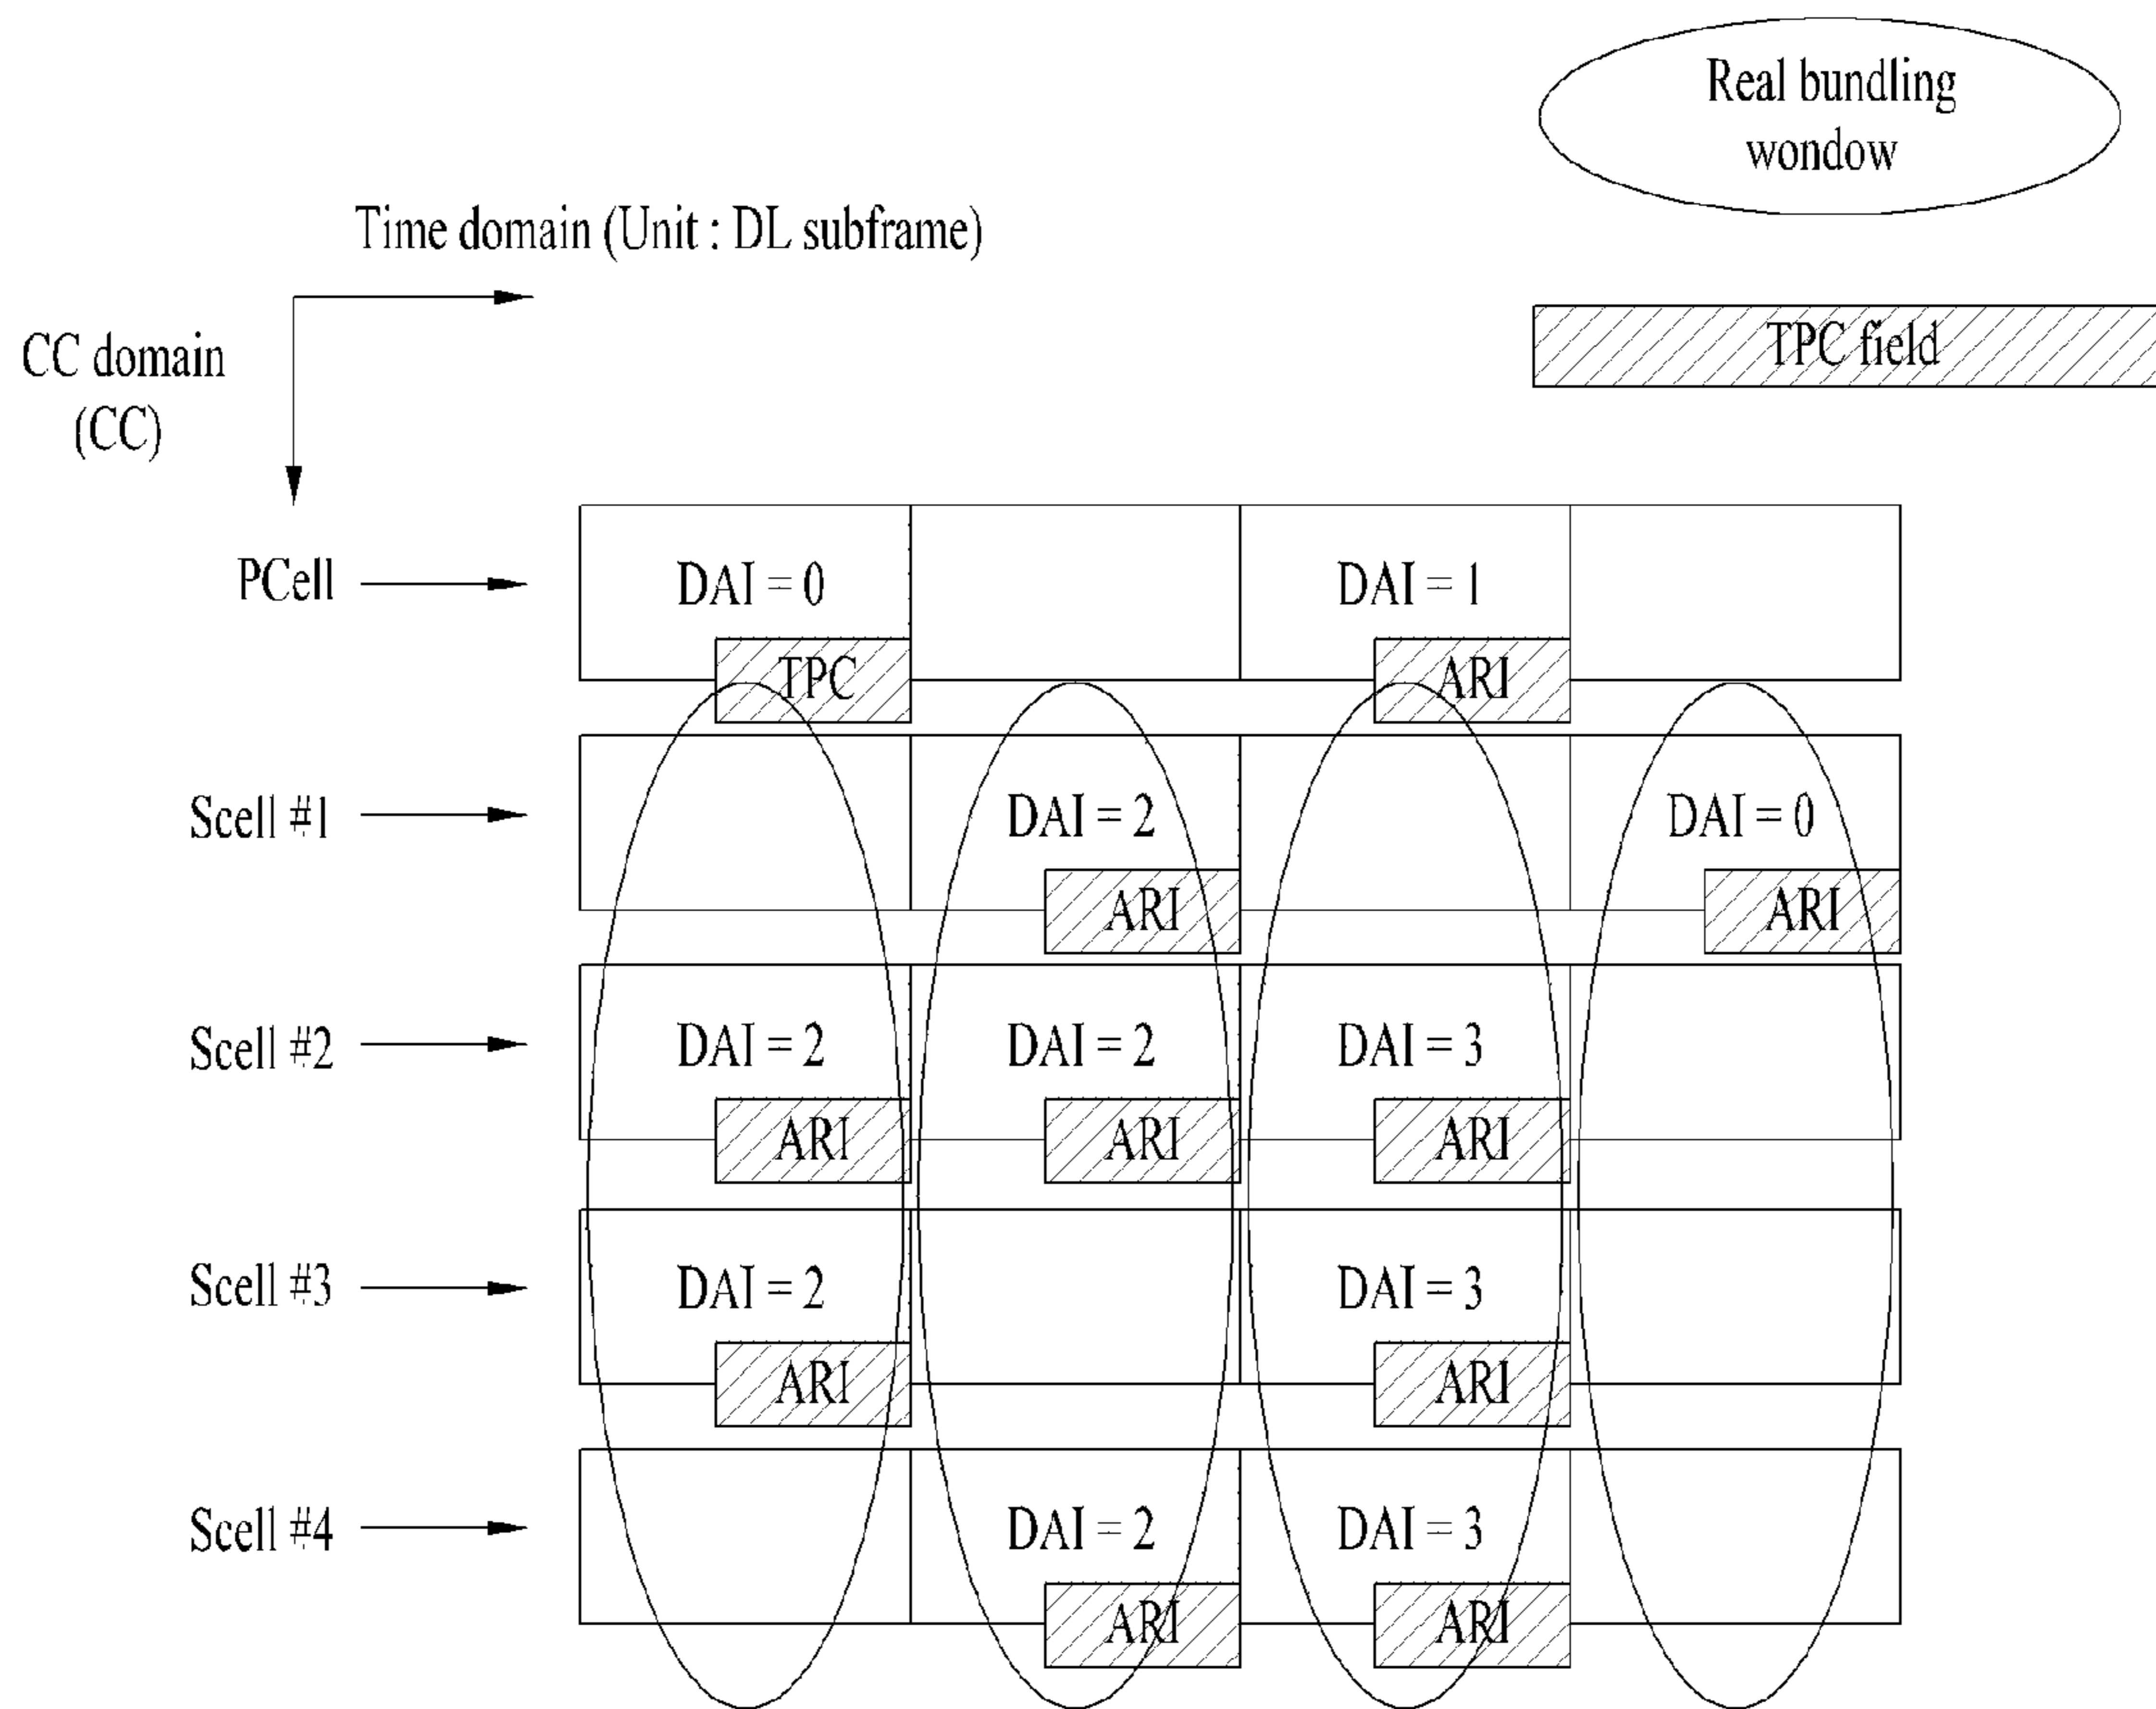 Real bundling
wondow
Time domain (Unit : DL subframe)
TPC field
CC domain
(CC)
PCell
DAI = 0
DAI = 1
TPC
ARI
Scell #1
DAI = 2
DAI = 0
ARI
ARI
Scell #2
DAI = 2
DAI = 2
DAI = 3
ARI
ARI
ARI
Scell #3
DAI = 2
DAI = 3
ARI
ARI
Scell #4
DAI = 2
DAI = 3
ARI
ARI